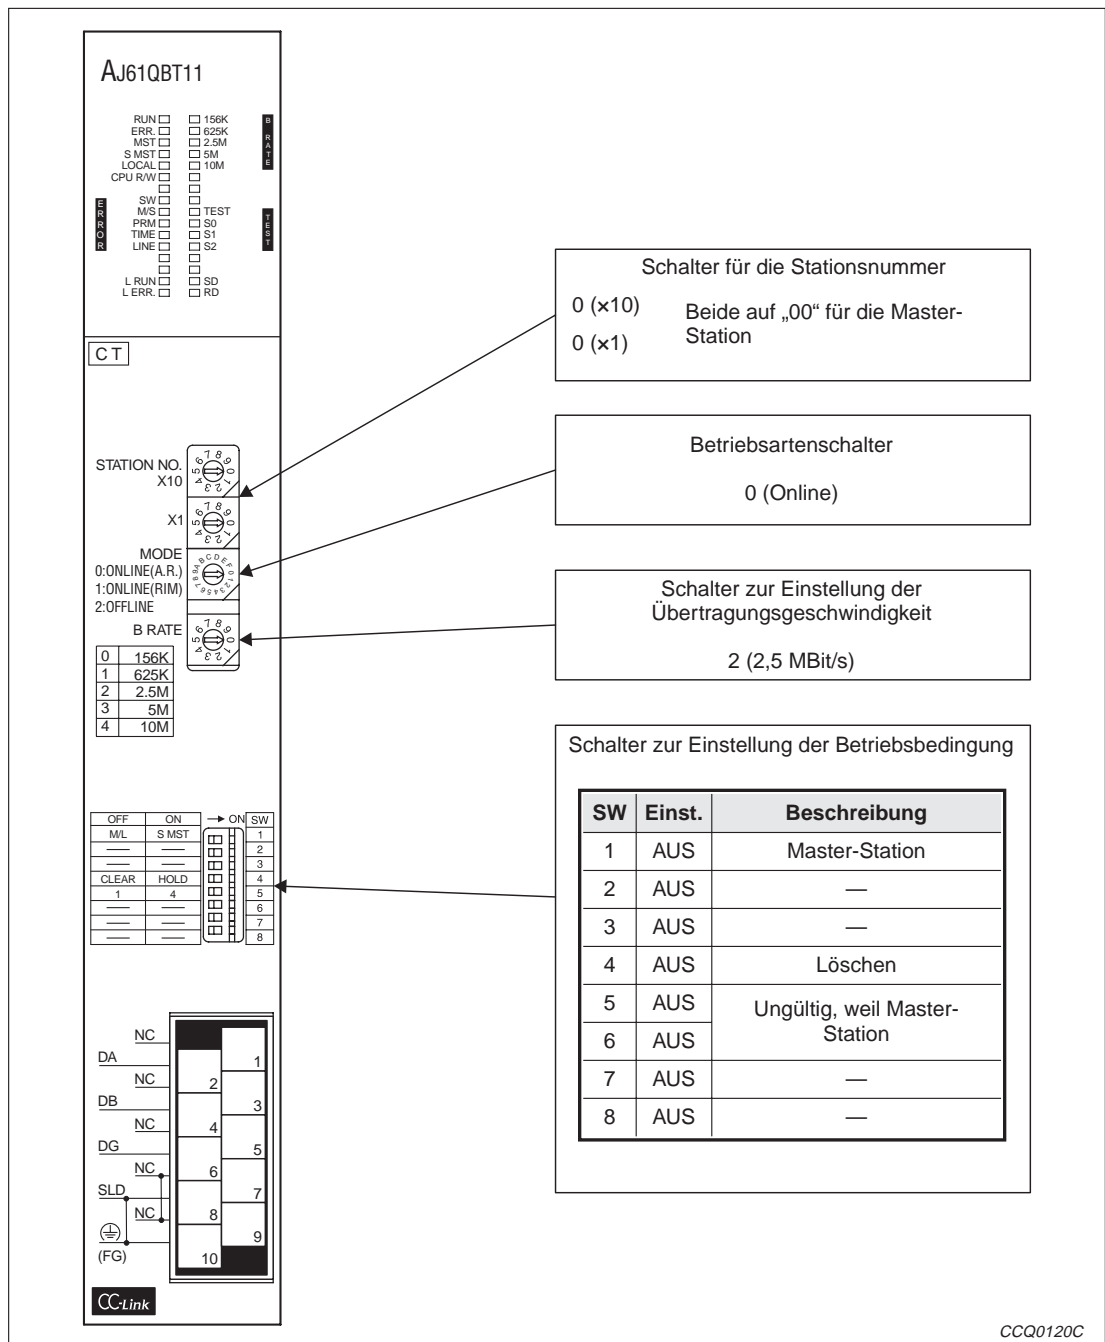 AJ61QBT11
RUN 156K
ERR. 625K
MST 2.5M
S MST 5M
LOCAL 10M
CPU R/W
B RATE
SW
M/S TEST
PRM S0
TIME S1
LINE S2
ERROR
TEST
L RUN SD
L ERR. RD
CT
STATION NO.
X10
X1
MODE
0:ONLINE(A.R.)
1:ONLINE(RIM)
2:OFFLINE
B RATE
0 156K
1 625K
2 2.5M
3 5M
4 10M
OFF ON → ON SW
M/L S MST 1
— — 2
— — 3
CLEAR HOLD 4
1 4 5
— — 6
— — 7
— — 8
NC
DA 1
NC 2
DB 3
NC 4
DG 5
NC 6
SLD 7
NC 8
9
(FG) 10
CC-Link
Schalter für die Stationsnummer
0 (×10) Beide auf „00“ für die Master-
0 (×1) Station
Betriebsartenschalter
0 (Online)
Schalter zur Einstellung der
Übertragungsgeschwindigkeit
2 (2,5 MBit/s)
Schalter zur Einstellung der Betriebsbedingung
SW Einst. Beschreibung
1 AUS Master-Station
2 AUS —
3 AUS —
4 AUS Löschen
5 AUS Ungültig, weil Master-
6 AUS Station
7 AUS —
8 AUS —
CCQ0120C